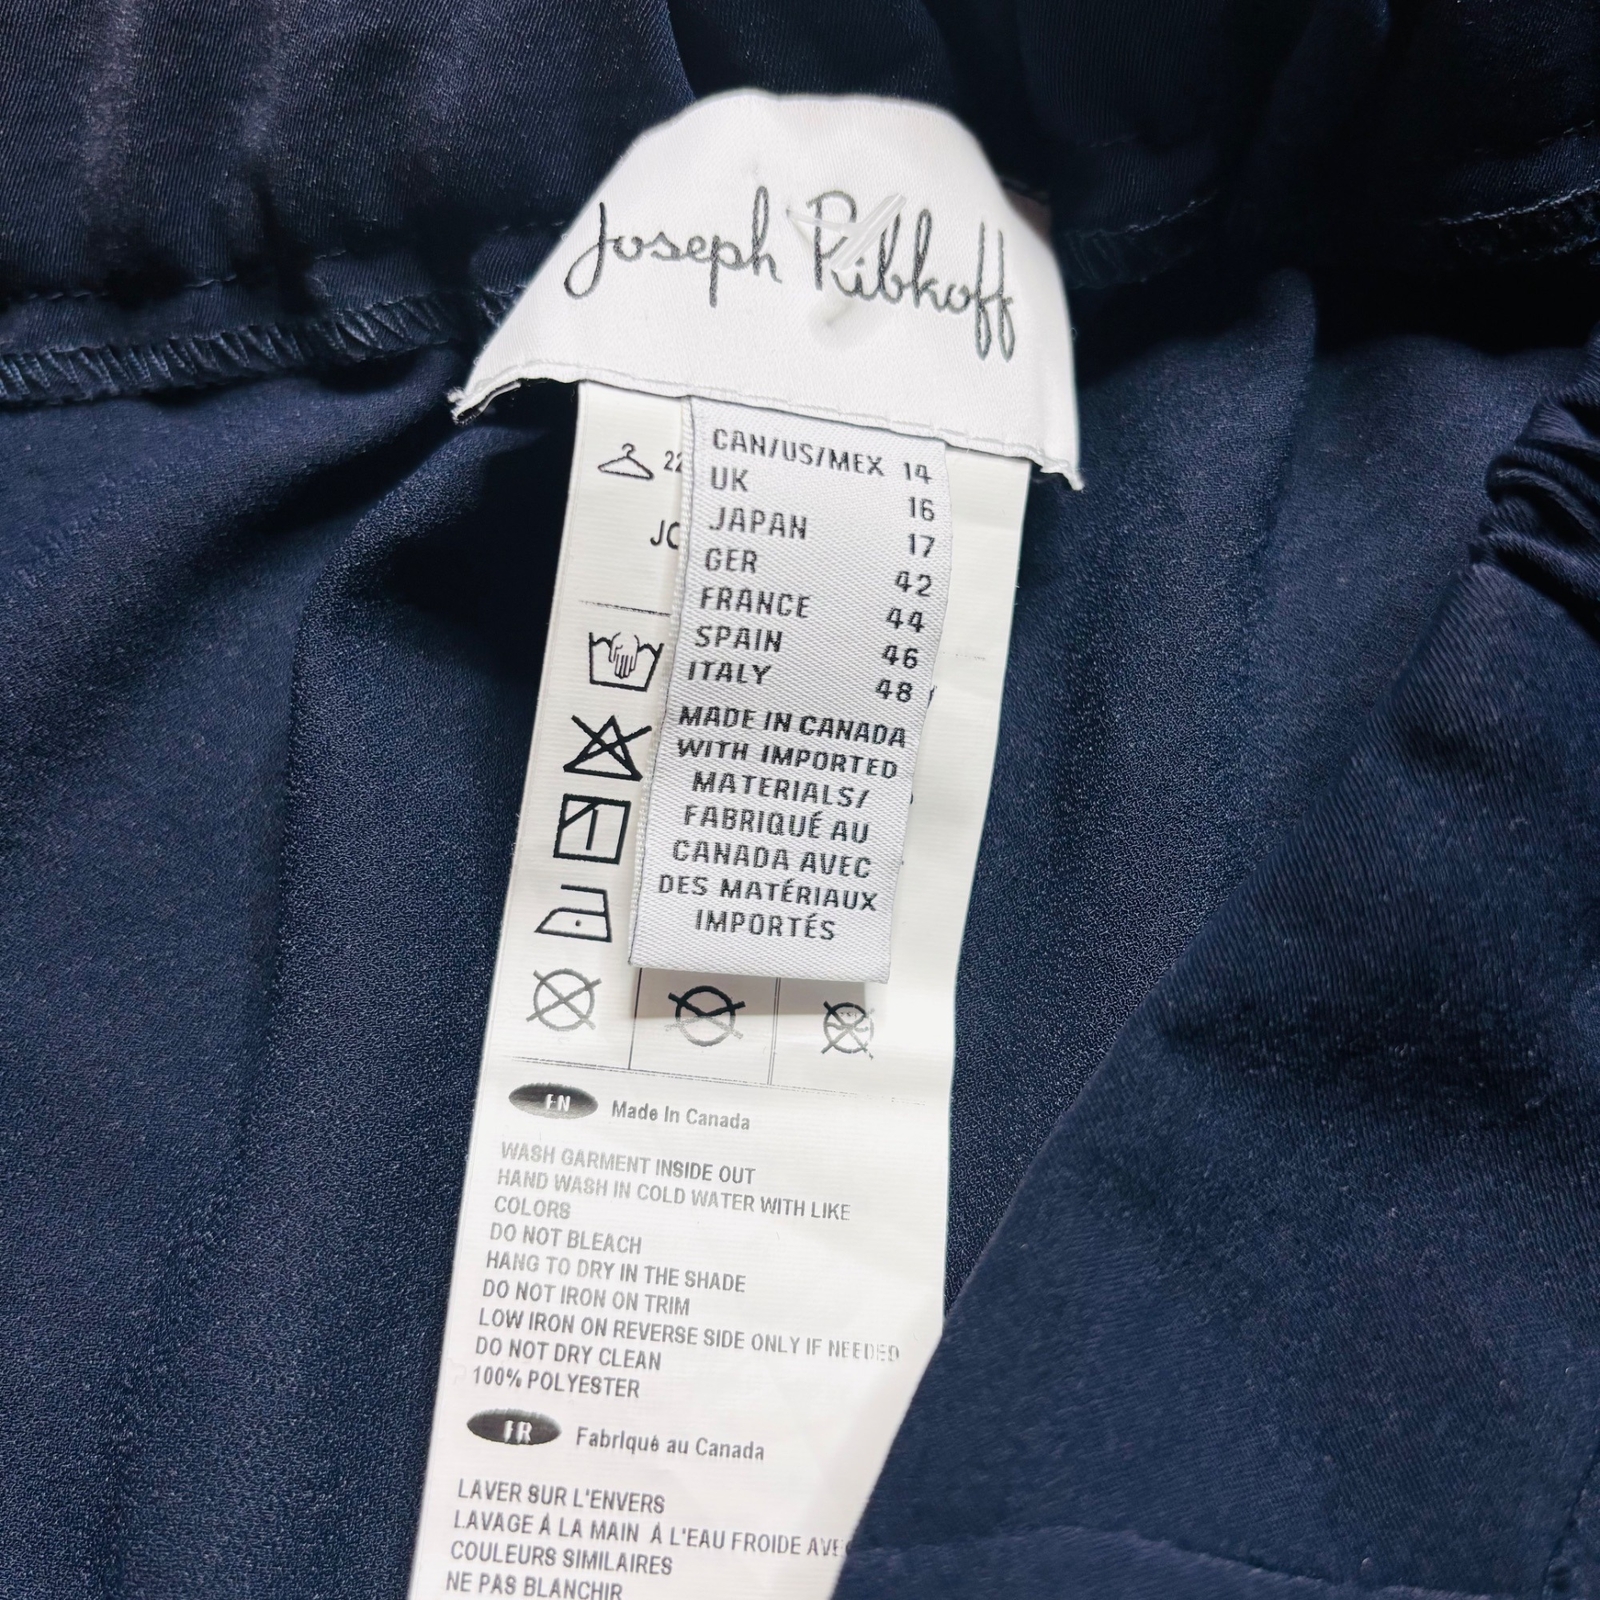 Joseph Ribkoff
22
CAN/US/MEX 14
UK 16
JAPAN 17
GER 42
FRANCE 44
SPAIN 46
ITALY 48
MADE IN CANADA
WITH IMPORTED
MATERIALS/
FABRIQUÉ AU
CANADA AVEC
DES MATÉRIAUX
IMPORTÉS
EN Made In Canada
WASH GARMENT INSIDE OUT
HAND WASH IN COLD WATER WITH LIKE
COLORS
DO NOT BLEACH
HANG TO DRY IN THE SHADE
DO NOT IRON ON TRIM
LOW IRON ON REVERSE SIDE ONLY IF NEEDED
DO NOT DRY CLEAN
100% POLYESTER
FR Fabriqué au Canada
LAVER SUR L'ENVERS
LAVAGE À LA MAIN À L'EAU FROIDE
COULEURS SIMILAIRES
NE PAS BLANCHIR